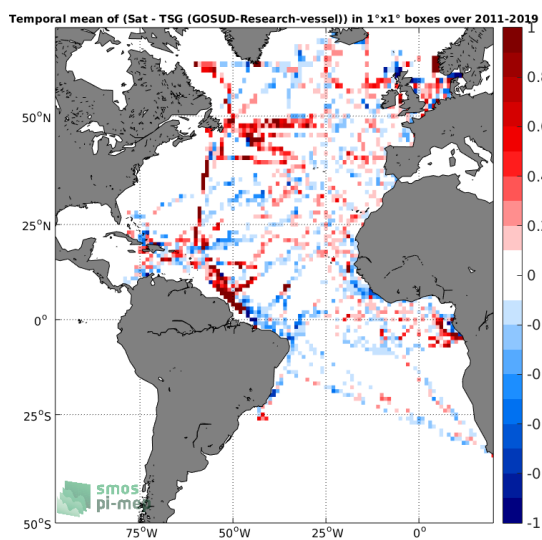 Temporal mean of (Sat - TSG (GOSUD-Research-vessel)) in 1°x1° boxes over 2011-2019
1
0.8
0.6
0.4
0.2
0
-0.
-0.
-0.
-0.
-1
50°N
25°N
0°
25°S
50°S
75°W
50°W
25°W
0°
smos
pi-mep